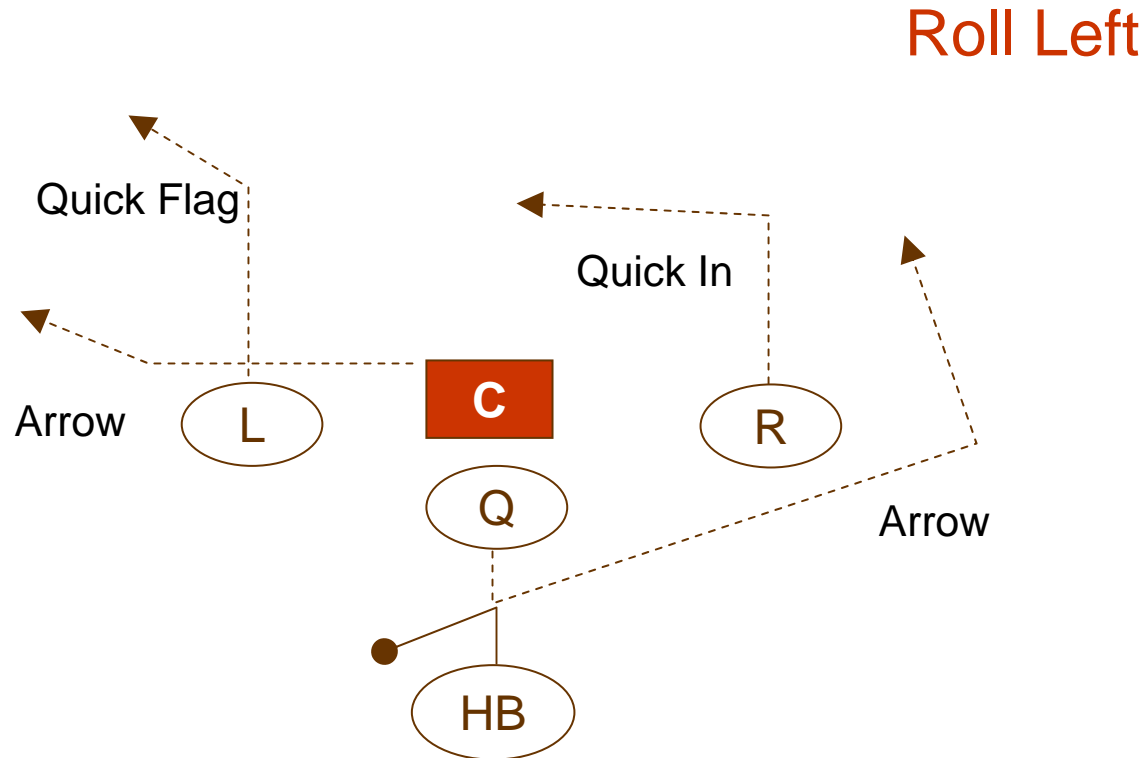 Roll Left
Quick Flag
Quick In
Arrow
L
C
R
Q
Arrow
HB